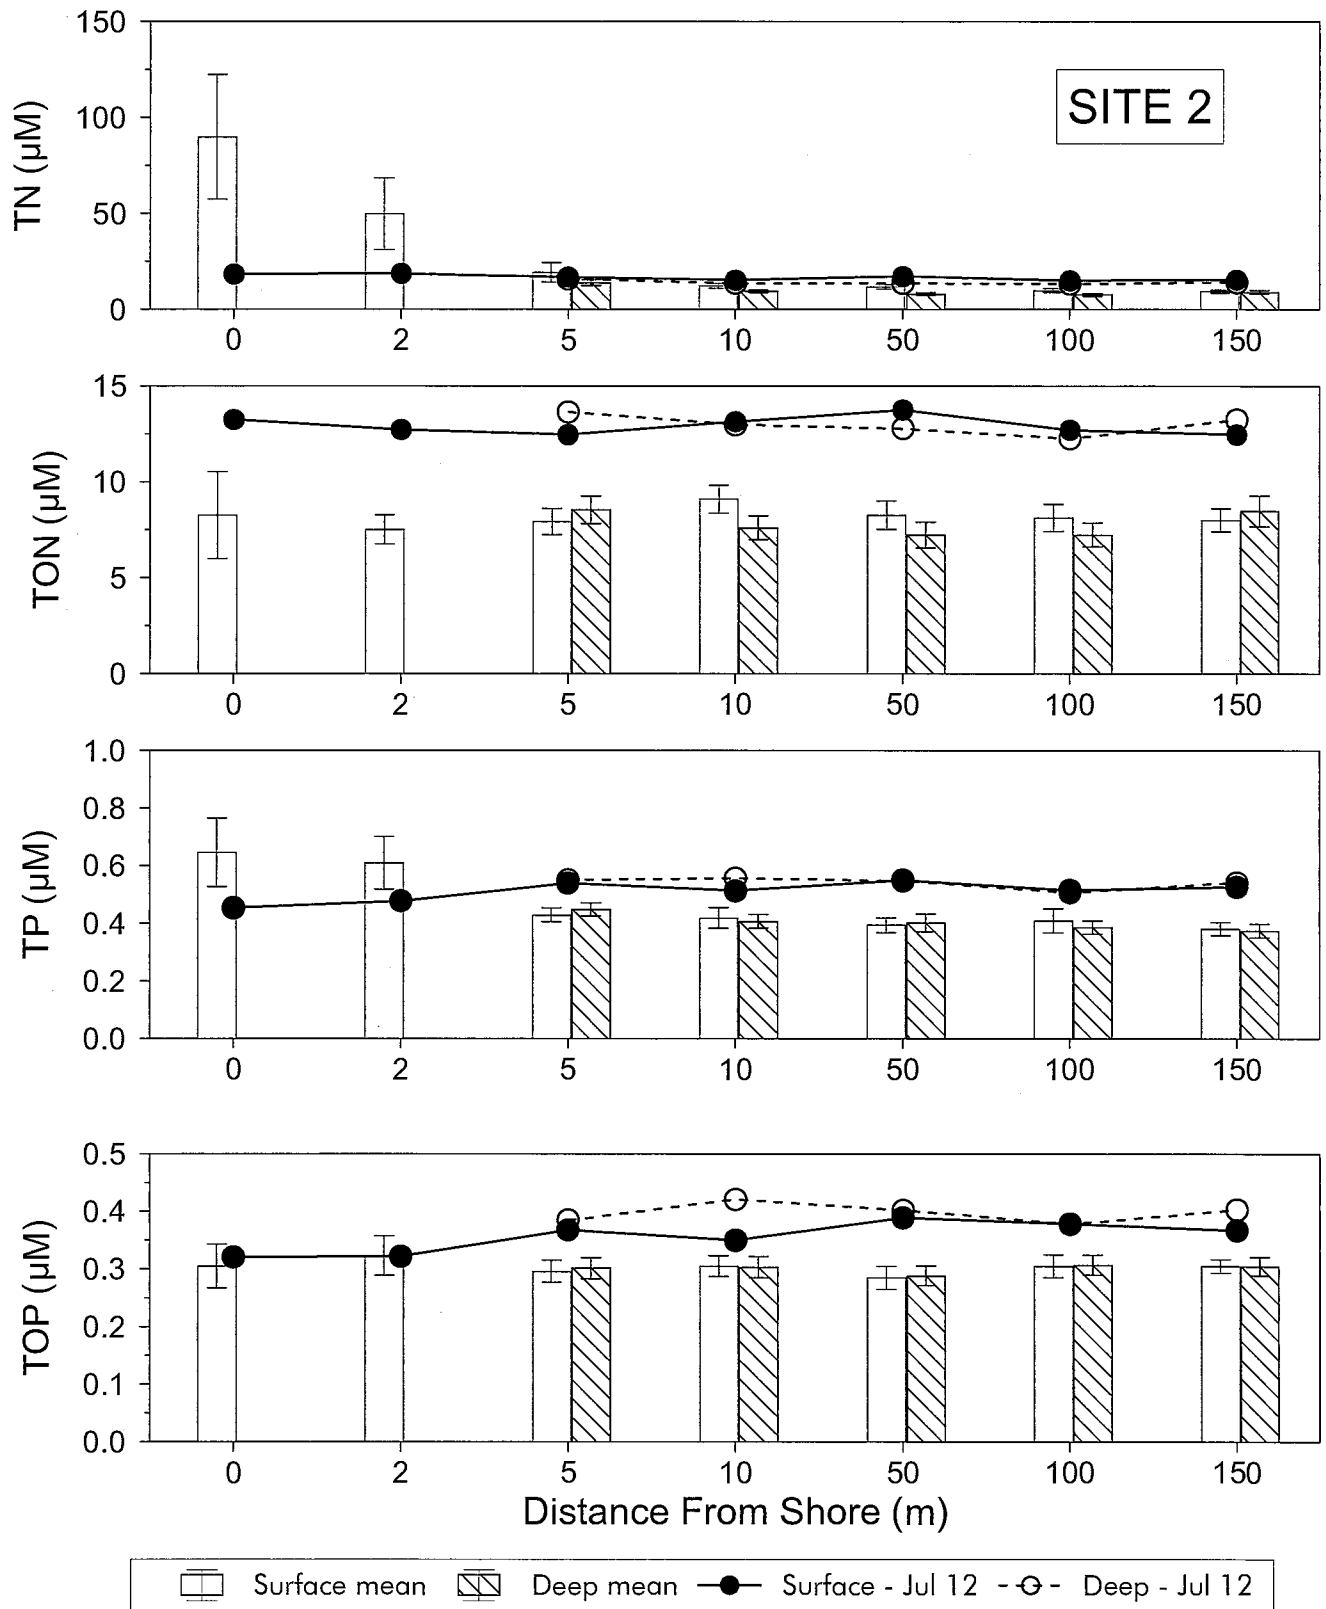 SITE 2
TN (µM)
150
100
50
0
0 2 5 10 50 100 150
TON (µM)
15
10
5
0
0 2 5 10 50 100 150
TP (µM)
1.0
0.8
0.6
0.4
0.2
0.0
0 2 5 10 50 100 150
TOP (µM)
0.5
0.4
0.3
0.2
0.1
0.0
0 2 5 10 50 100 150
Distance From Shore (m)
Surface mean Deep mean Surface - Jul 12 Deep - Jul 12